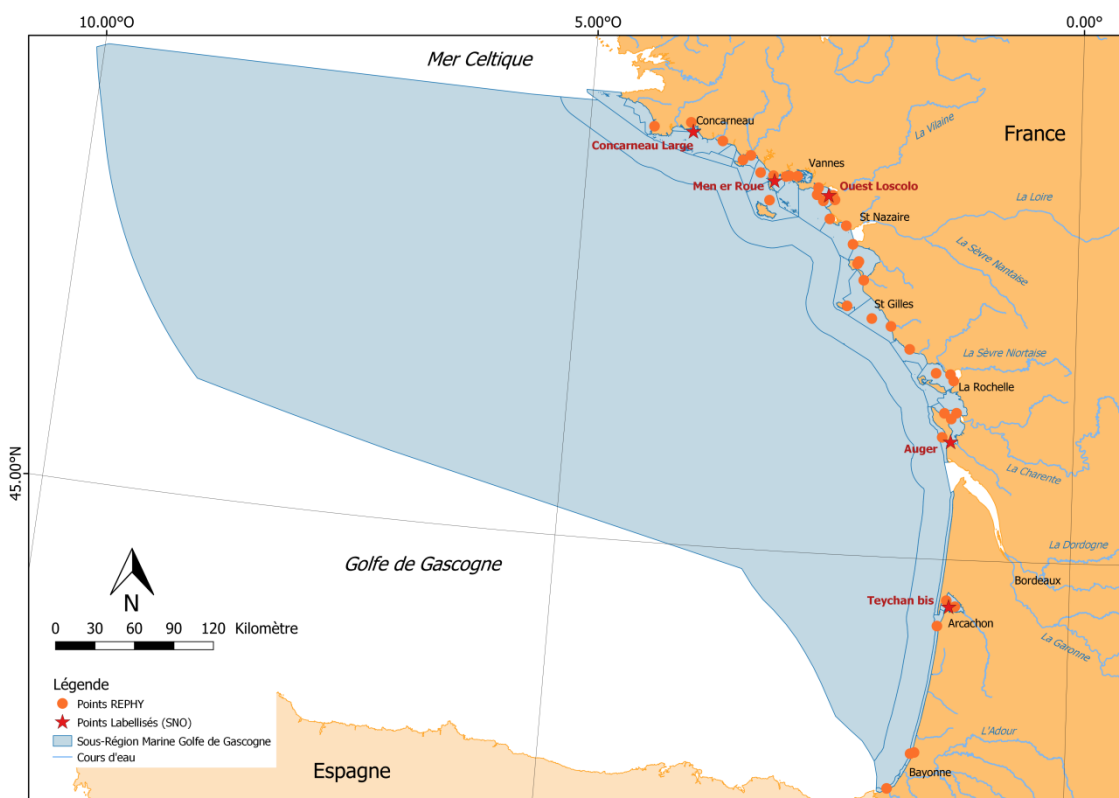 10.00°O
5.00°O
0.00°
Mer Celtique
Concarneau
Concarneau Large
La Vilaine
France
Vannes
Men er Roue
Ouest Loscolo
La Loire
St Nazaire
La Sèvre Nantaise
St Gilles
La Sèvre Niortaise
La Rochelle
Auger
La Charente
45.00°N
La Dordogne
Golfe de Gascogne
Bordeaux
Teychan bis
Arcachon
La Garonne
N
0 30 60 90 120 Kilomètre
Légende
Points REPHY
Points Labellisés (SNO)
Sous-Région Marine Golfe de Gascogne
Cours d'eau
L'Adour
Espagne
Bayonne